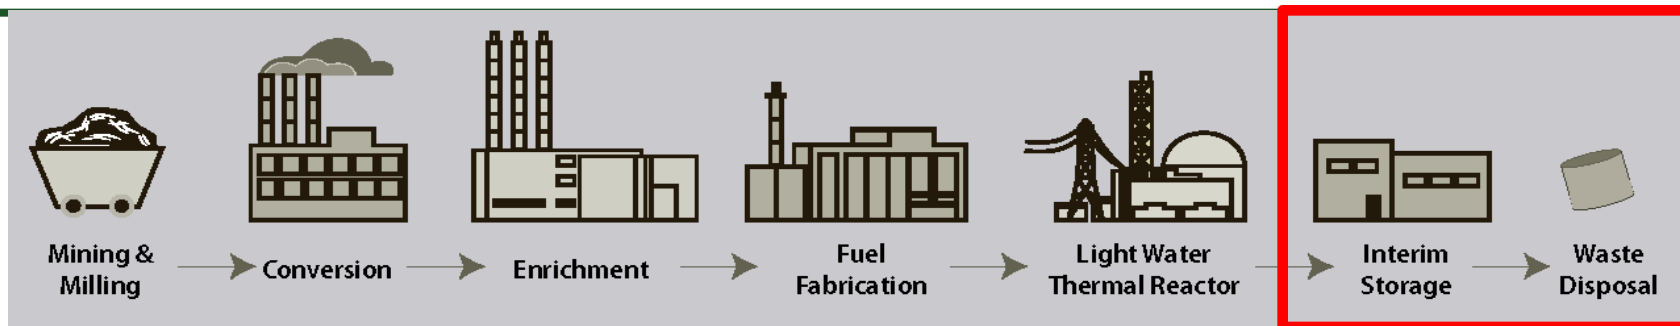 Mining &
Milling
Conversion
Enrichment
Fuel
Fabrication
Light Water
Thermal Reactor
Interim
Storage
Waste
Disposal